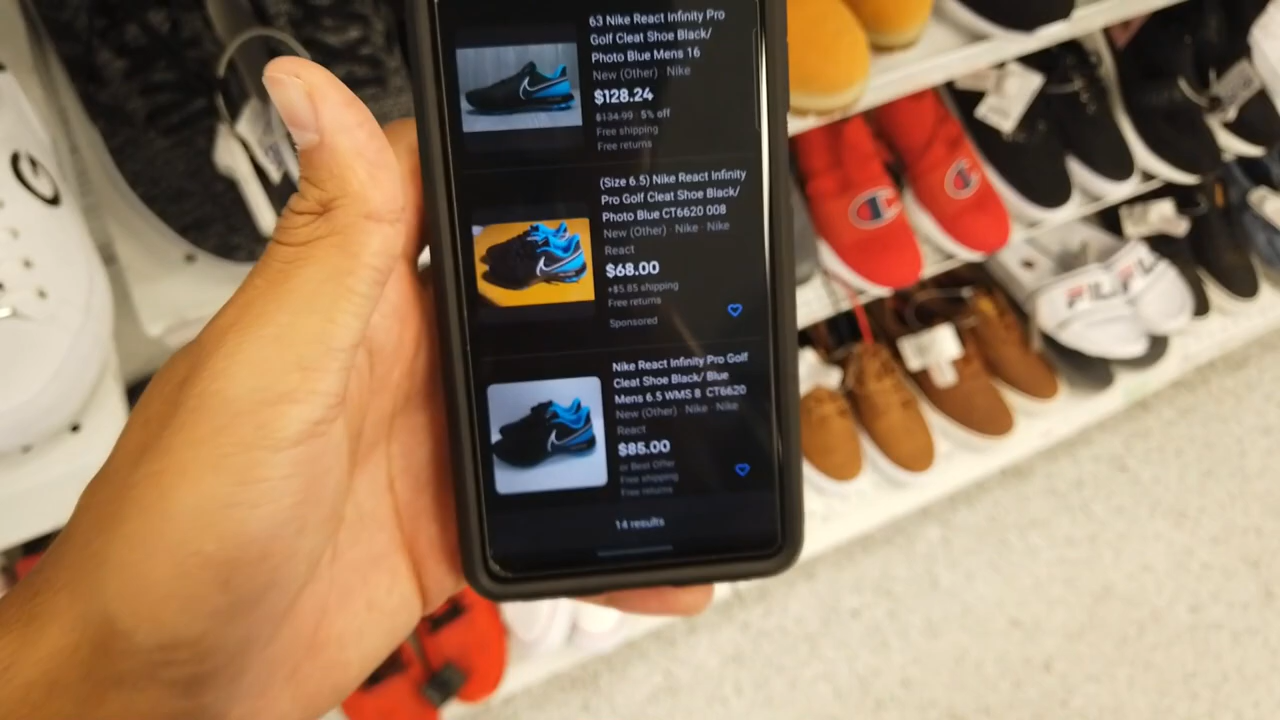 63 Nike React Infinity Pro
Golf Cleat Shoe Black/
Photo Blue Mens 16
New (Other) · Nike
$128.24
$134.99 · 5% off
Free shipping
Free returns
(Size 6.5) Nike React Infinity
Pro Golf Cleat Shoe Black/
Photo Blue CT6620 008
New (Other) · Nike · Nike
React
$68.00
+$5.85 shipping
Free returns
Sponsored
Nike React Infinity Pro Golf
Cleat Shoe Black/ Blue
Mens 6.5 WMS 8 CT6620
New (Other) · Nike · Nike
React
$85.00
or Best Offer
Free shipping
Free returns
14 results
FILA